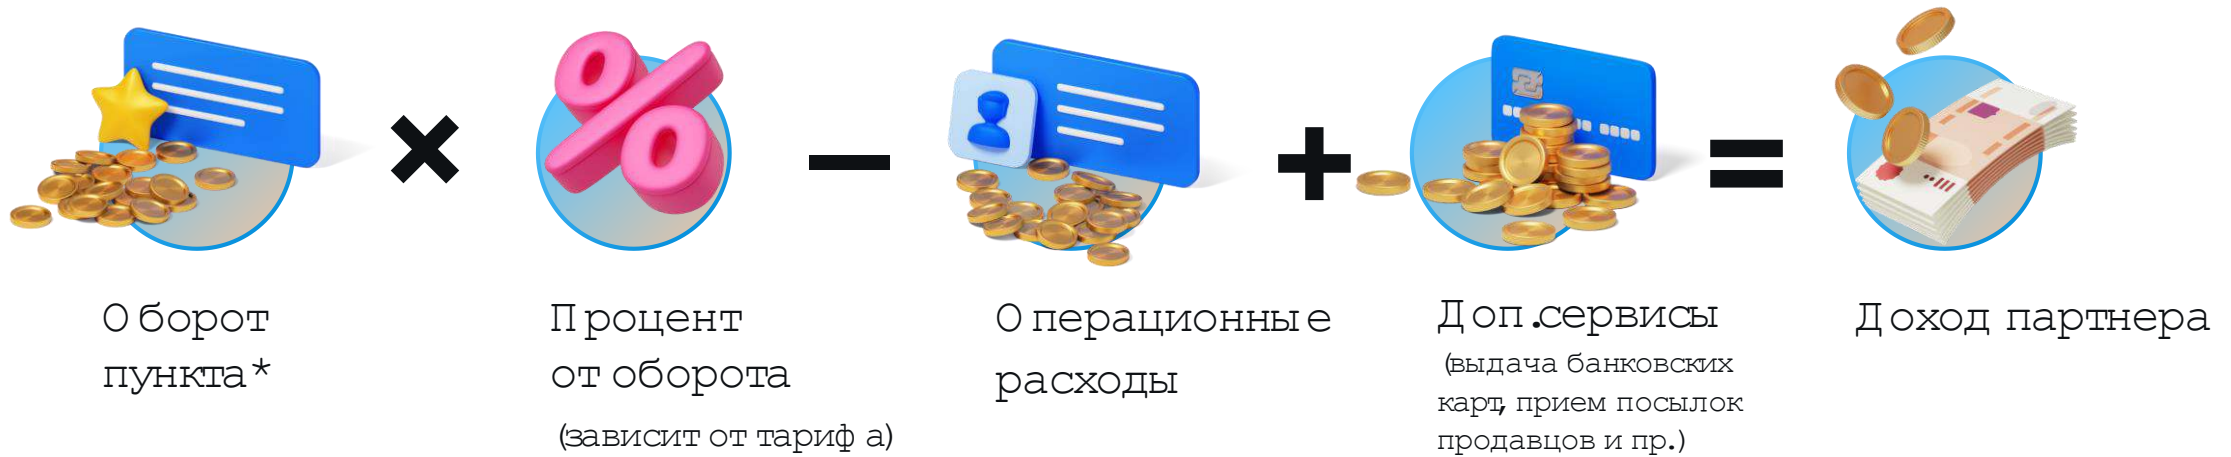 Оборот
пункта*
Процент
от оборота
(зависит от тарифа)
Операционные
расходы
Доп.сервисы
(выдача банковских
карт, прием посылок
продавцов и пр.)
Доход партнера